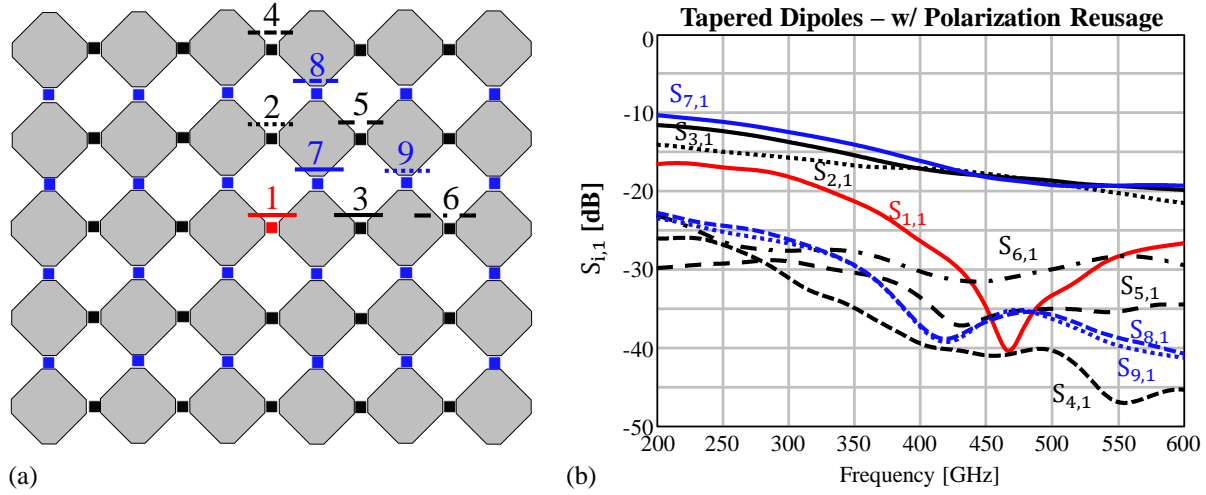 4
8
2
5
7
9
1
3
6
(a)
Tapered Dipoles – w/ Polarization Reusage
S7,1
S3,1
S2,1
S1,1
S6,1
S5,1
S8,1
S9,1
S4,1
Si,1 [dB]
0
-10
-20
-30
-40
-50
200 250 300 350 400 450 500 550 600
Frequency [GHz]
(b)